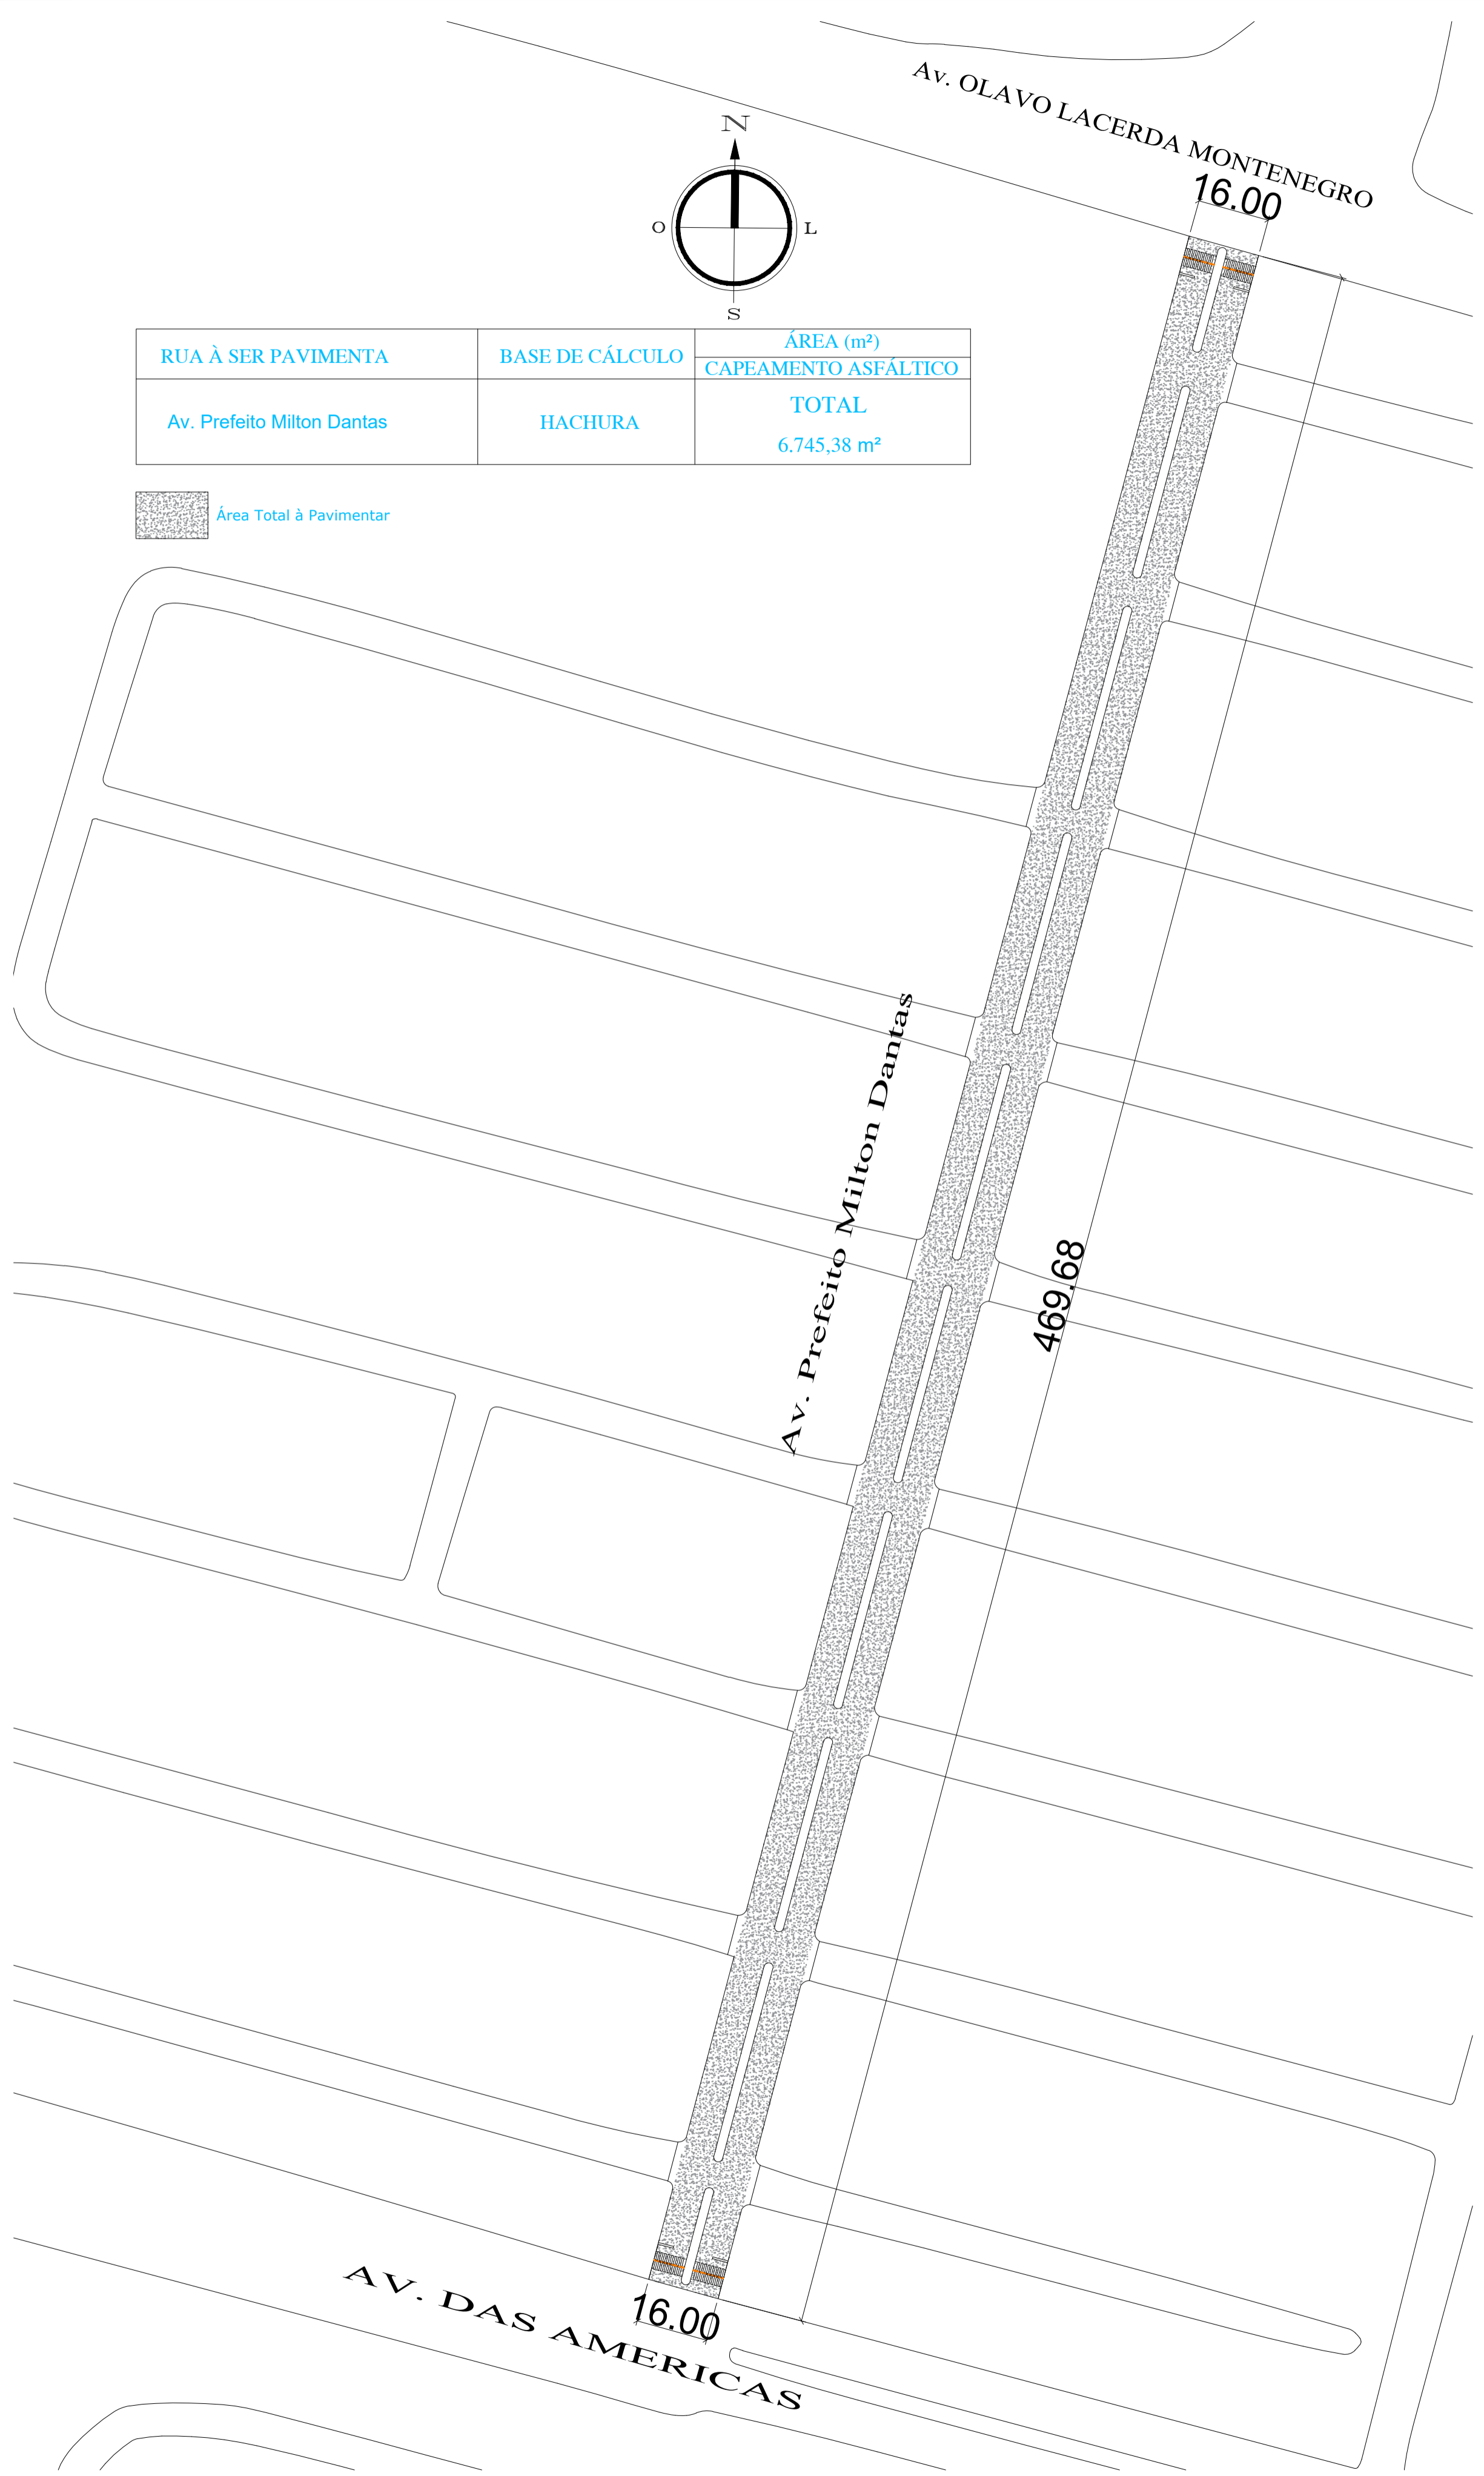 Av. OLAVO LACERDA MONTENEGRO
16.00
N
O
L
S
RUA À SER PAVIMENTA
BASE DE CÁLCULO
ÁREA (m²)
CAPEAMENTO ASFÁLTICO
Av. Prefeito Milton Dantas
HACHURA
TOTAL
6.745,38 m²
Área Total à Pavimentar
Av. Prefeito Milton Dantas
469.68
16.00
AV. DAS AMERICAS